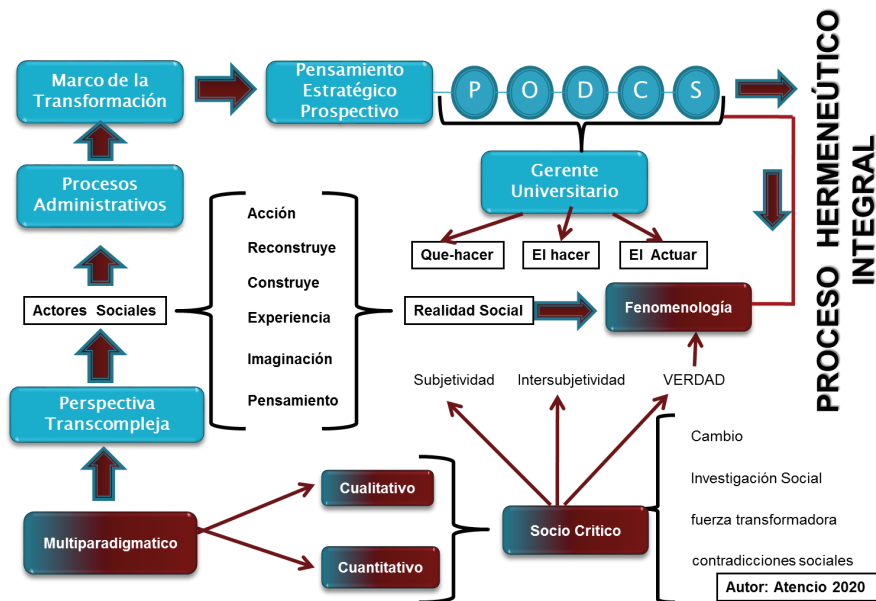 Marco de la
Transformación
Pensamiento
Estratégico
Prospectivo
P O D C S
PROCESO HERMENEÚTICO
INTEGRAL
Procesos
Administrativos
Gerente
Universitario
Que-hacer
El hacer
El Actuar
Acción
Reconstruye
Construye
Experiencia
Imaginación
Pensamiento
Actores Sociales
Realidad Social
Fenomenología
Subjetividad
Intersubjetividad
VERDAD
Perspectiva
Transcompleja
Multiparadigmatico
Cualitativo
Cuantitativo
Socio Critico
Cambio
Investigación Social
fuerza transformadora
contradicciones sociales
Autor: Atencio 2020